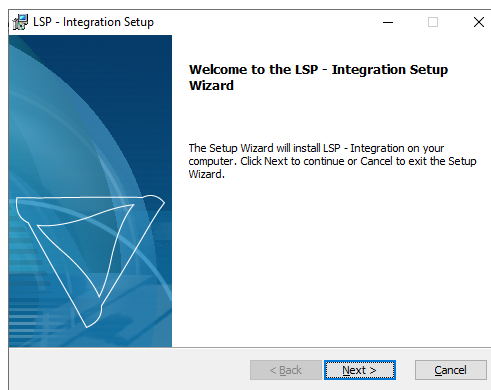 LSP - Integration Setup
Welcome to the LSP - Integration Setup
Wizard
The Setup Wizard will install LSP - Integration on your
computer. Click Next to continue or Cancel to exit the Setup
Wizard.
< Back Next > Cancel